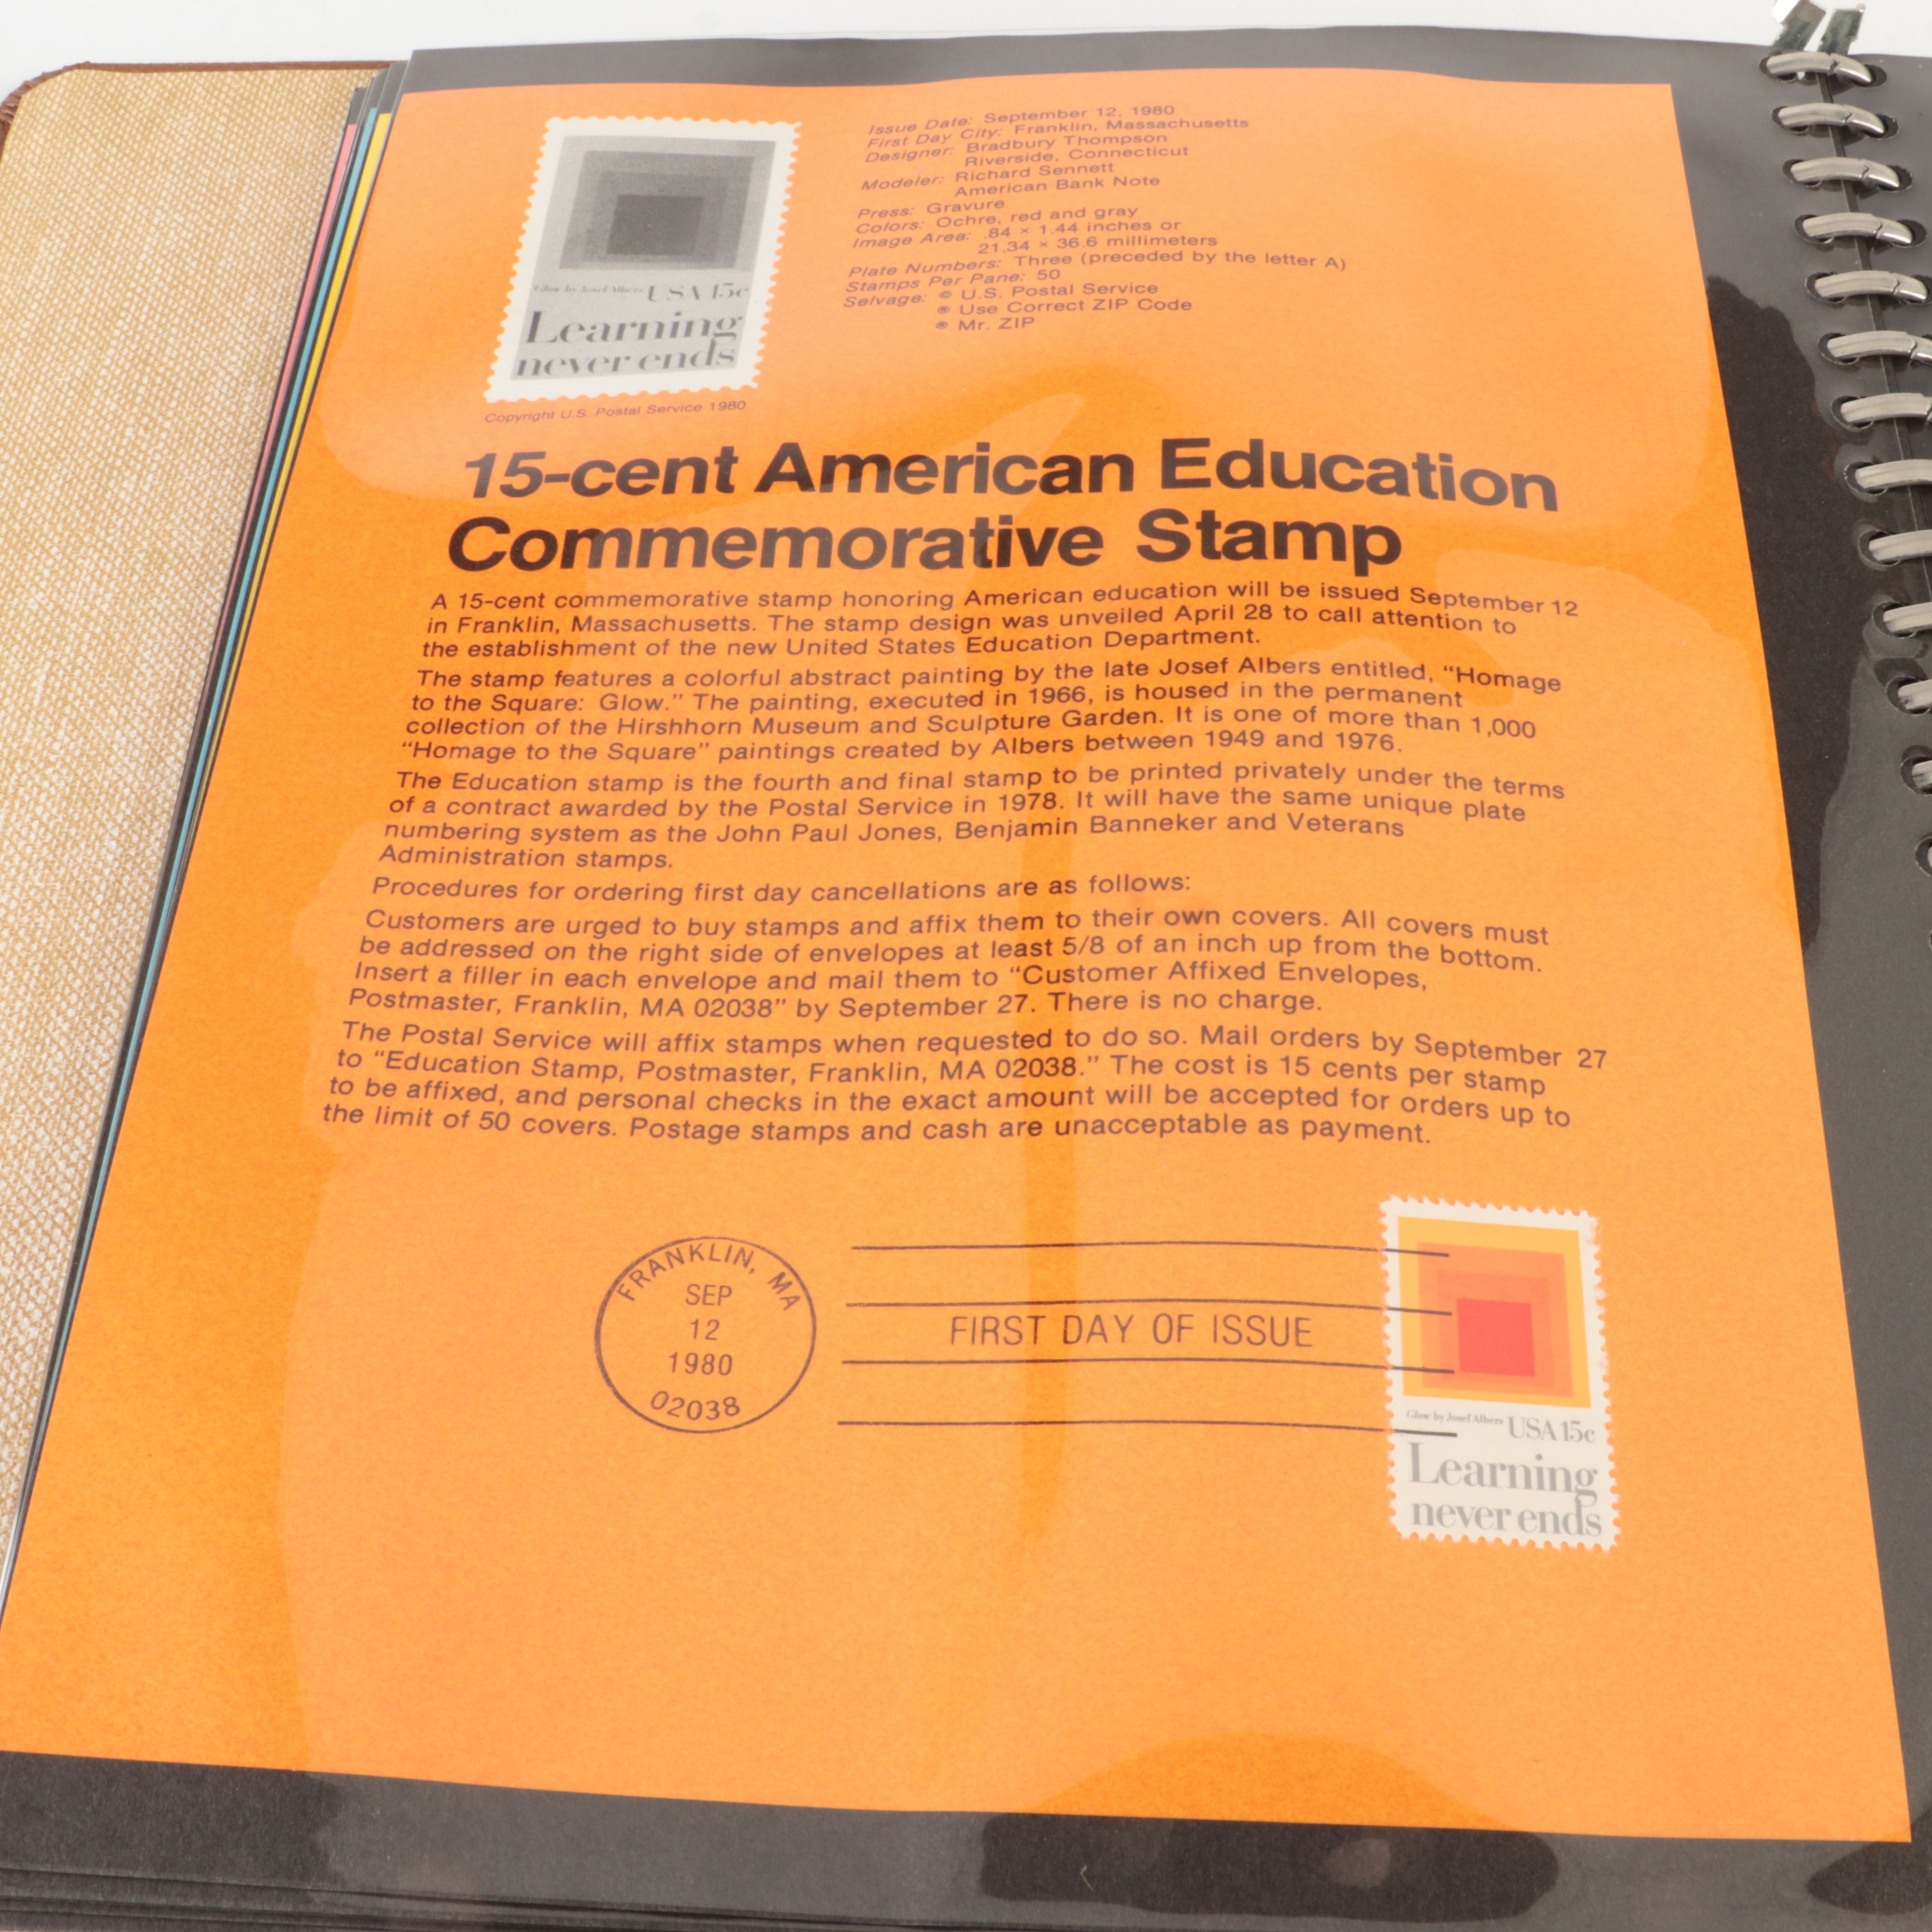 Glow by Josef Albers USA 15c
Learning
never ends
Copyright U.S. Postal Service 1980
Issue Date: September 12, 1980
First Day City: Franklin, Massachusetts
Designer: Bradbury Thompson
Riverside, Connecticut
Modeler: Richard Sennett
American Bank Note
Press: Gravure
Colors: Ochre, red and gray
Image Area: .84 × 1.44 inches or
21.34 × 36.6 millimeters
Plate Numbers: Three (preceded by the letter A)
Stamps Per Pane: 50
Selvage: © U.S. Postal Service
® Use Correct ZIP Code
® Mr. ZIP
15-cent American Education
Commemorative Stamp
A 15-cent commemorative stamp honoring American education will be issued September 12
in Franklin, Massachusetts. The stamp design was unveiled April 28 to call attention to
the establishment of the new United States Education Department.
The stamp features a colorful abstract painting by the late Josef Albers entitled, “Homage
to the Square: Glow.” The painting, executed in 1966, is housed in the permanent
collection of the Hirshhorn Museum and Sculpture Garden. It is one of more than 1,000
“Homage to the Square” paintings created by Albers between 1949 and 1976.
The Education stamp is the fourth and final stamp to be printed privately under the terms
of a contract awarded by the Postal Service in 1978. It will have the same unique plate
numbering system as the John Paul Jones, Benjamin Banneker and Veterans
Administration stamps.
Procedures for ordering first day cancellations are as follows:
Customers are urged to buy stamps and affix them to their own covers. All covers must
be addressed on the right side of envelopes at least 5/8 of an inch up from the bottom.
Insert a filler in each envelope and mail them to “Customer Affixed Envelopes,
Postmaster, Franklin, MA 02038” by September 27. There is no charge.
The Postal Service will affix stamps when requested to do so. Mail orders by September 27
to “Education Stamp, Postmaster, Franklin, MA 02038.” The cost is 15 cents per stamp
to be affixed, and personal checks in the exact amount will be accepted for orders up to
the limit of 50 covers. Postage stamps and cash are unacceptable as payment.
FRANKLIN, MA
SEP
12
1980
02038
FIRST DAY OF ISSUE
Glow by Josef Albers USA 15c
Learning
never ends